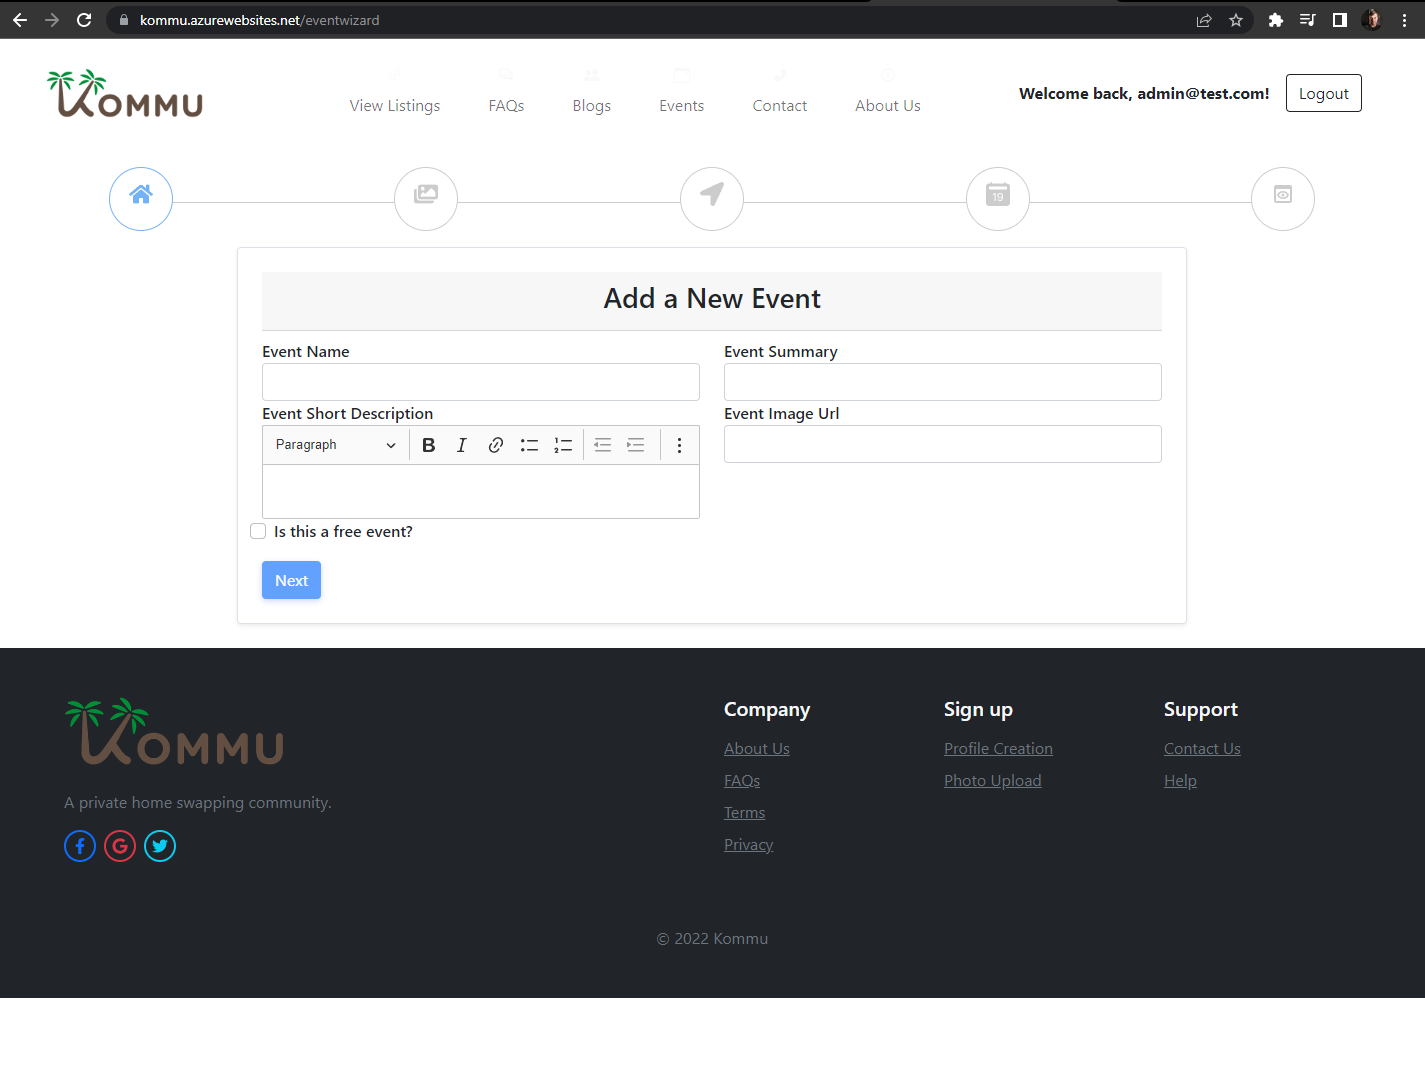 kommu.azurewebsites.net/eventwizard
KOMMU
View Listings
FAQs
Blogs
Events
Contact
About Us
Welcome back, admin@test.com!
Logout
19
Add a New Event
Event Name
Event Summary
Event Short Description
Event Image Url
Paragraph
B
I
Is this a free event?
Next
KOMMU
A private home swapping community.
Company
About Us
FAQs
Terms
Privacy
Sign up
Profile Creation
Photo Upload
Support
Contact Us
Help
© 2022 Kommu